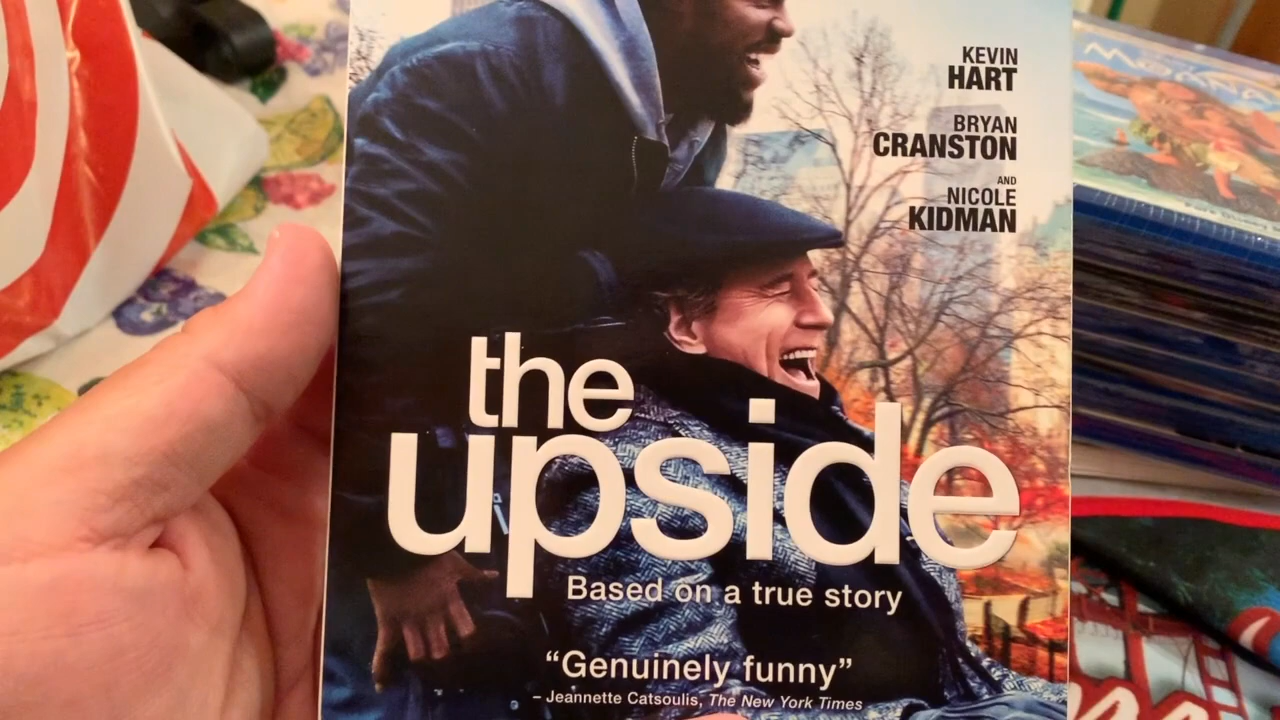 KEVIN
HART
BRYAN
CRANSTON
AND
NICOLE
KIDMAN
the
upside
Based on a true story
“Genuinely funny”
– Jeannette Catsoulis, The New York Times
MOANA